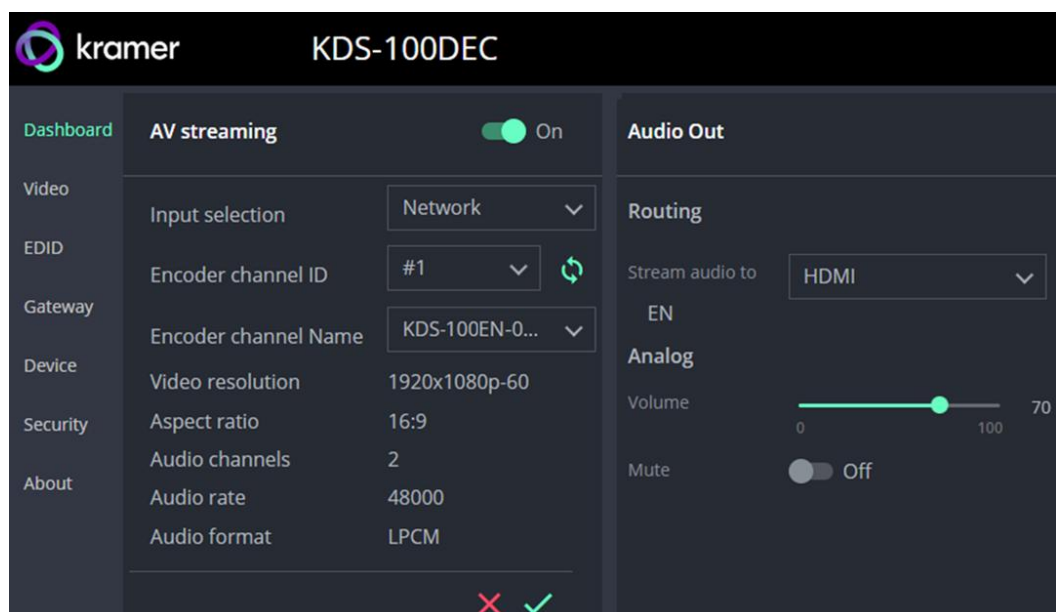 kramer
KDS-100DEC
Dashboard
Video
EDID
Gateway
Device
Security
About
AV streaming
On
Input selection
Network
Encoder channel ID
#1
Encoder channel Name
KDS-100EN-0...
Video resolution
1920x1080p-60
Aspect ratio
16:9
Audio channels
2
Audio rate
48000
Audio format
LPCM
Audio Out
Routing
Stream audio to
HDMI
EN
Analog
Volume
70
0
100
Mute
Off